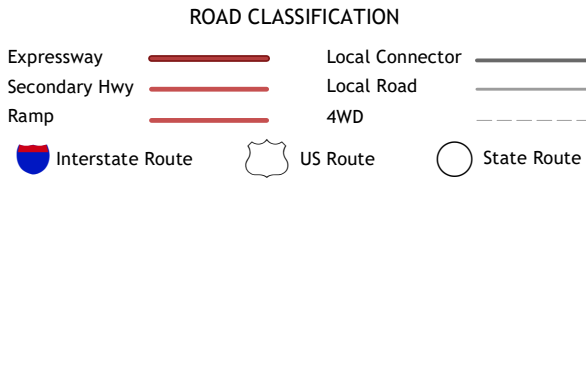 ROAD CLASSIFICATION
Expressway
Local Connector
Secondary Hwy
Local Road
Ramp
4WD
Interstate Route
US Route
State Route